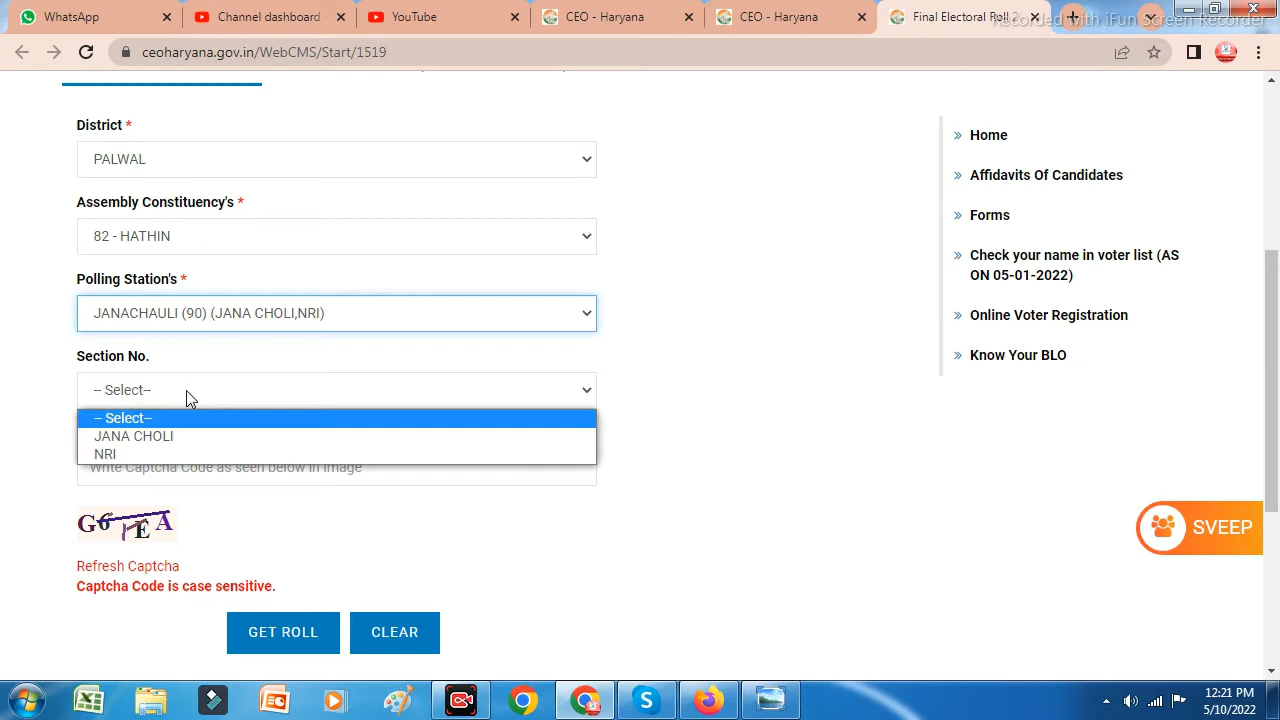 WhatsApp
Channel dashboard -
YouTube
CEO - Haryana
CEO - Haryana
Final Electoral Roll
Recorded with iFun Screen Recorder
ceoharyana.gov.in/WebCMS/Start/1519
District *
PALWAL
Assembly Constituency's *
82 - HATHIN
Polling Station's *
JANACHAULI (90) (JANA CHOLI,NRI)
Section No.
-- Select--
-- Select--
JANA CHOLI
NRI
Write Captcha Code as seen below in image
Refresh Captcha
Captcha Code is case sensitive.
GET ROLL
CLEAR
Home
Affidavits Of Candidates
Forms
Check your name in voter list (AS
ON 05-01-2022)
Online Voter Registration
Know Your BLO
SVEEP
12:21 PM
5/10/2022